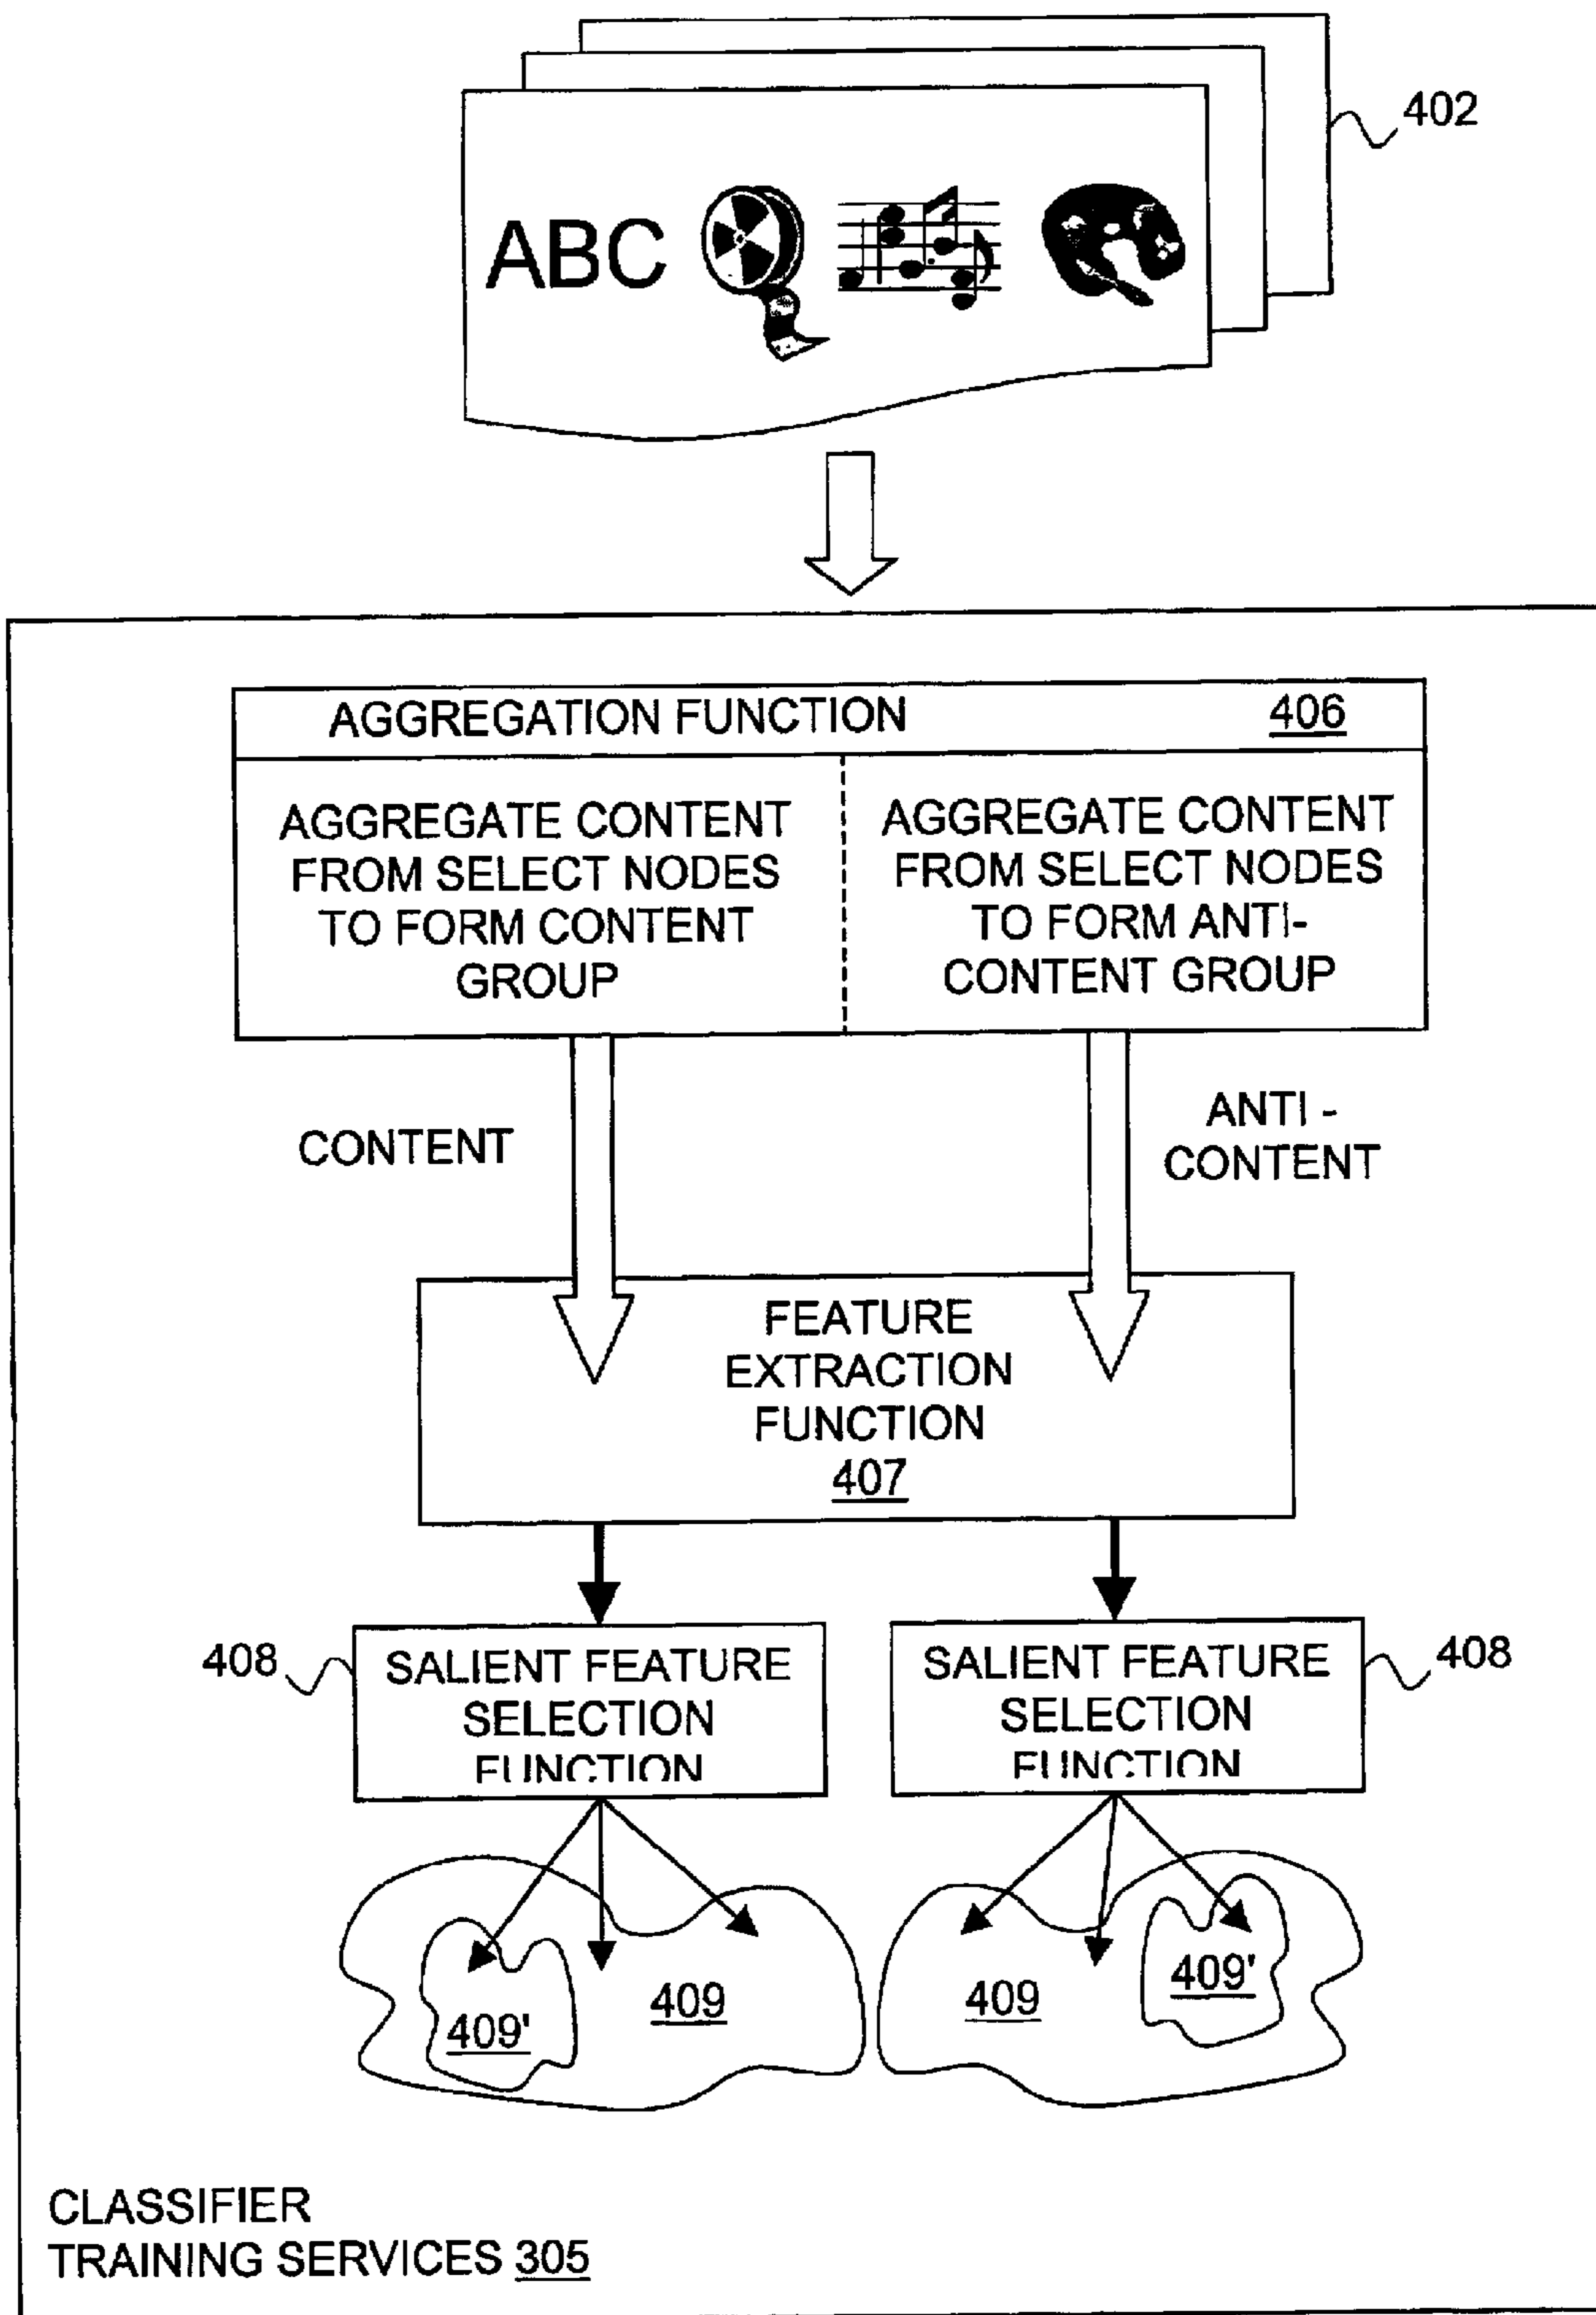 402
ABC
AGGREGATION FUNCTION 406
AGGREGATE CONTENT
FROM SELECT NODES
TO FORM CONTENT
GROUP
AGGREGATE CONTENT
FROM SELECT NODES
TO FORM ANTI-
CONTENT GROUP
CONTENT
ANTI -
CONTENT
FEATURE
EXTRACTION
FUNCTION
407
408
SALIENT FEATURE
SELECTION
FUNCTION
SALIENT FEATURE
SELECTION
FUNCTION
408
409'
409
409
409'
CLASSIFIER
TRAINING SERVICES 305